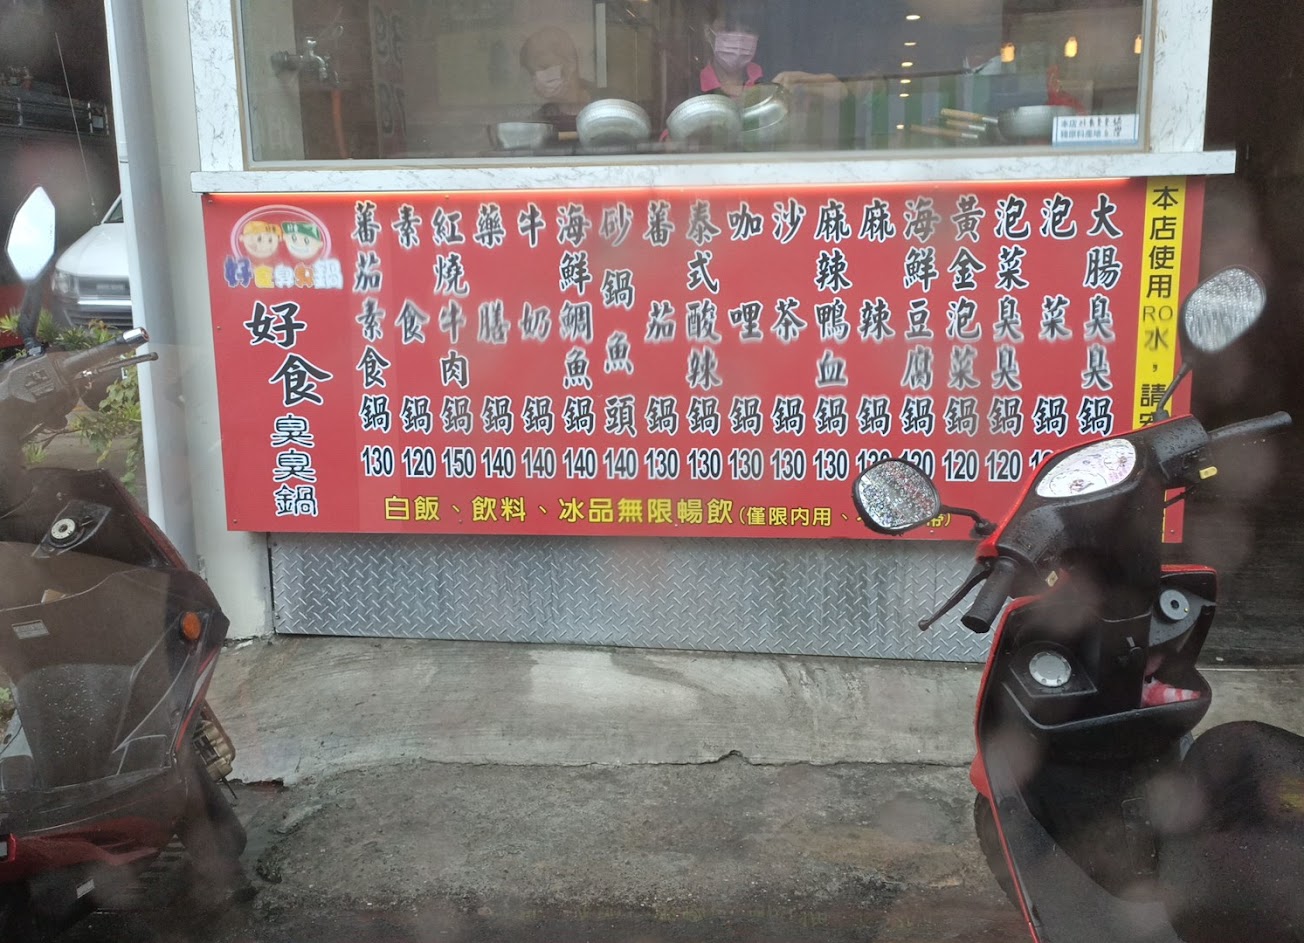 好食臭臭鍋
好食
臭臭鍋
大腸臭臭鍋
泡菜鍋
泡菜臭臭鍋 120
黃金泡菜鍋 120
海鮮豆腐鍋
麻辣鍋
麻辣鴨血鍋 130
沙茶鍋 130
咖哩鍋 130
泰式酸辣鍋 130
蕃茄鍋 130
砂鍋魚頭 140
海鮮鯛魚鍋 140
牛奶鍋 140
藥膳鍋 140
紅燒牛肉鍋 150
素食鍋 120
蕃茄素食鍋 130
白飯、飲料、冰品無限暢飲(僅限內用、
本店使用RO水，請